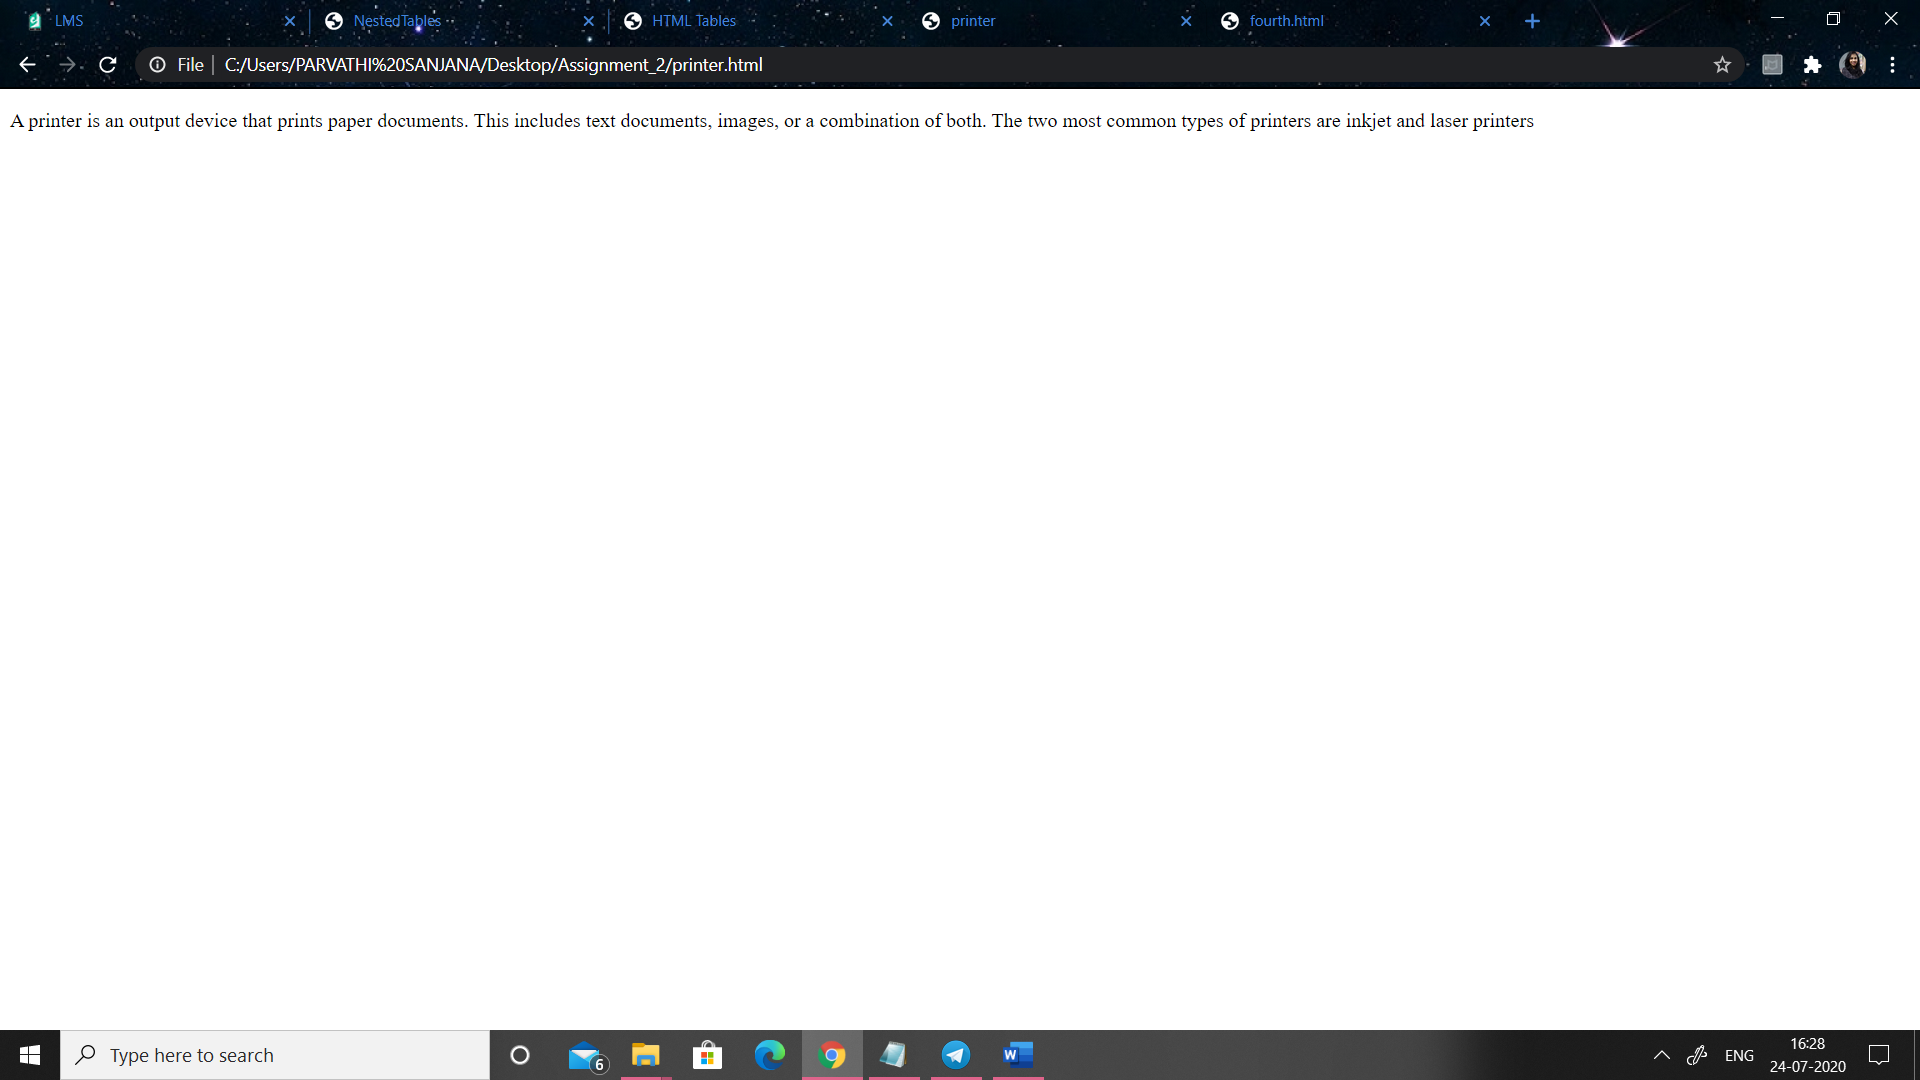 LMS
NestedTables
HTML Tables
printer
fourth.html
File
C:/Users/PARVATHI%20SANJANA/Desktop/Assignment_2/printer.html
A printer is an output device that prints paper documents. This includes text documents, images, or a combination of both. The two most common types of printers are inkjet and laser printers
Type here to search
6
W
ENG
16:28
24-07-2020